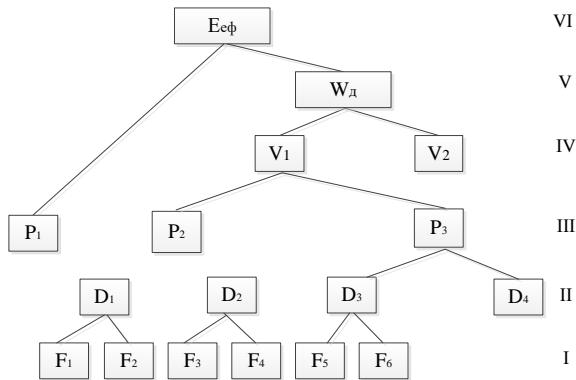 Eеф VI
Wд V
V1 V2 IV
P1 P2 P3 III
D1 D2 D3 D4 II
F1 F2 F3 F4 F5 F6 I